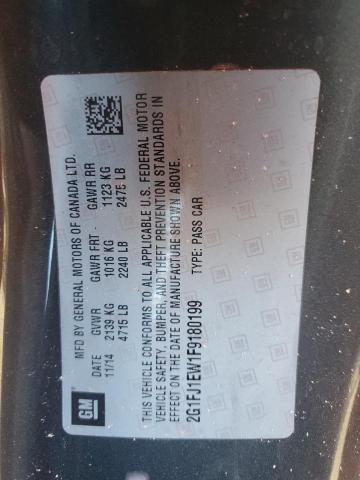 MFD BY GENERAL MOTORS OF CANADA LTD.
DATE GVWR GAWR FRT GAWR RR
11/14 2139 KG 1016 KG 1123 KG
4715 LB 2240 LB 2475 LB
THIS VEHICLE CONFORMS TO ALL APPLICABLE U.S. FEDERAL MOTOR
VEHICLE SAFETY, BUMPER, AND THEFT PREVENTION STANDARDS IN
EFFECT ON THE DATE OF MANUFACTURE SHOWN ABOVE.
2G1FJ1EW1F9180199 TYPE: PASS CAR
GM